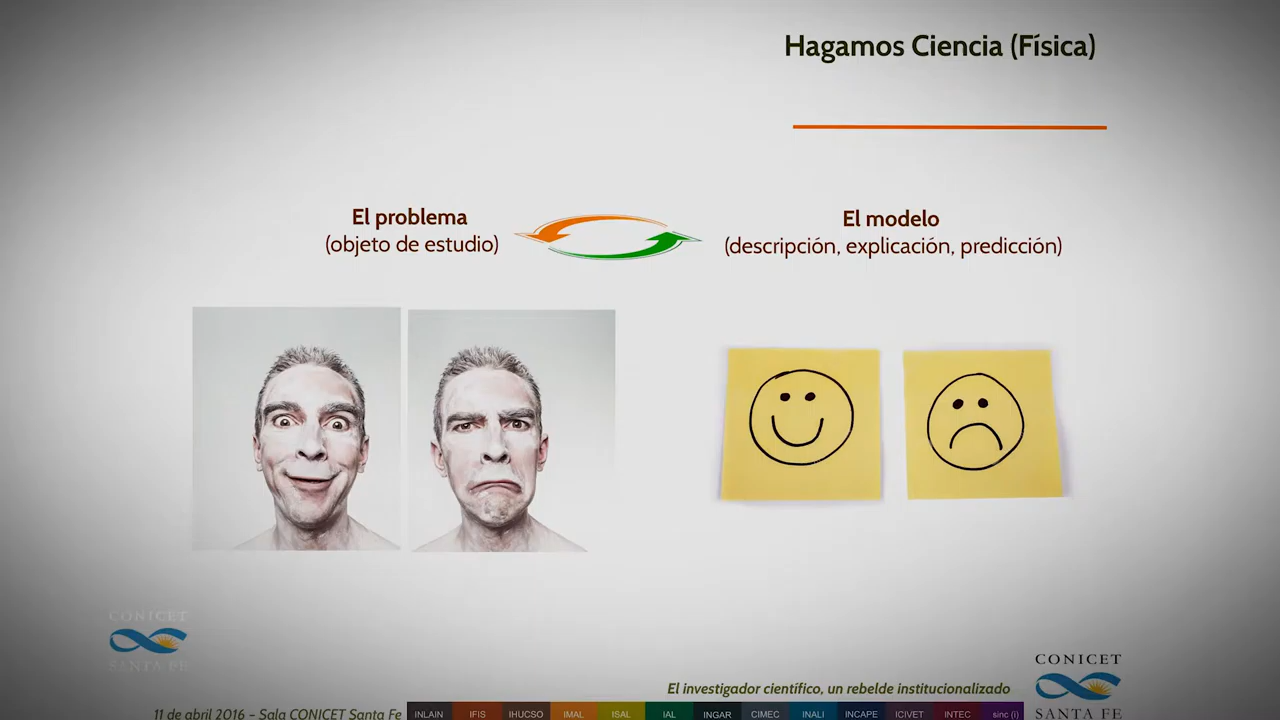 Hagamos Ciencia (Física)
El problema
(objeto de estudio)
El modelo
(descripción, explicación, predicción)
CONICET
SANTA FE
El investigador científico, un rebelde institucionalizado
CONICET
SANTA FE
11 de abril 2016 – Sala CONICET Santa Fe
INLAIN IFIS IHUCSO IMAL ISAL IAL INGAR CIMEC INALI INCAPE ICIVET INTEC sinc (i)